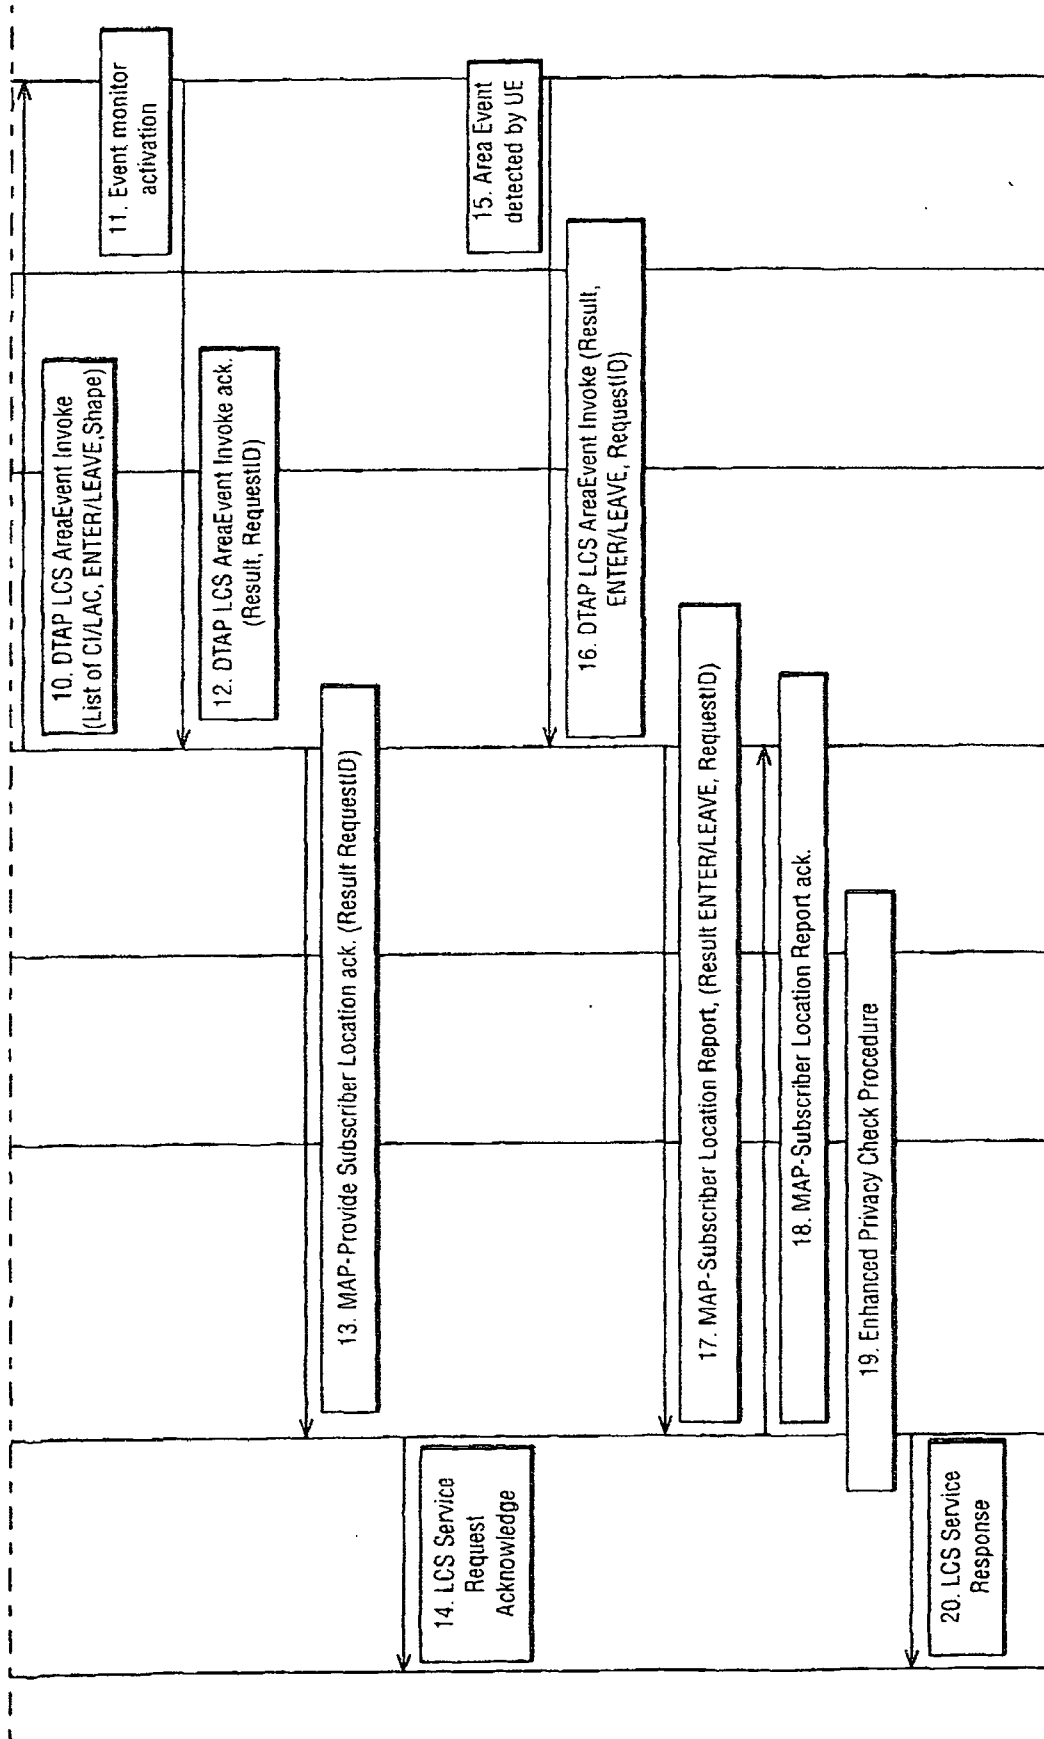 10. DTAP LCS AreaEvent Invoke
(List of CI/LAC, ENTER/LEAVE,Shape)
11. Event monitor
activation
12. DTAP LCS AreaEvent Invoke ack.
(Result, RequestID)
13. MAP-Provide Subscriber Location ack. (Result RequestID)
14. LCS Service
Request
Acknowledge
15. Area Event
detected by UE
16. DTAP LCS AreaEvent Invoke (Result,
ENTER/LEAVE, RequestID)
17. MAP-Subscriber Location Report, (Result ENTER/LEAVE, RequestID)
18. MAP-Subscriber Location Report ack.
19. Enhanced Privacy Check Procedure
20. LCS Service
Response